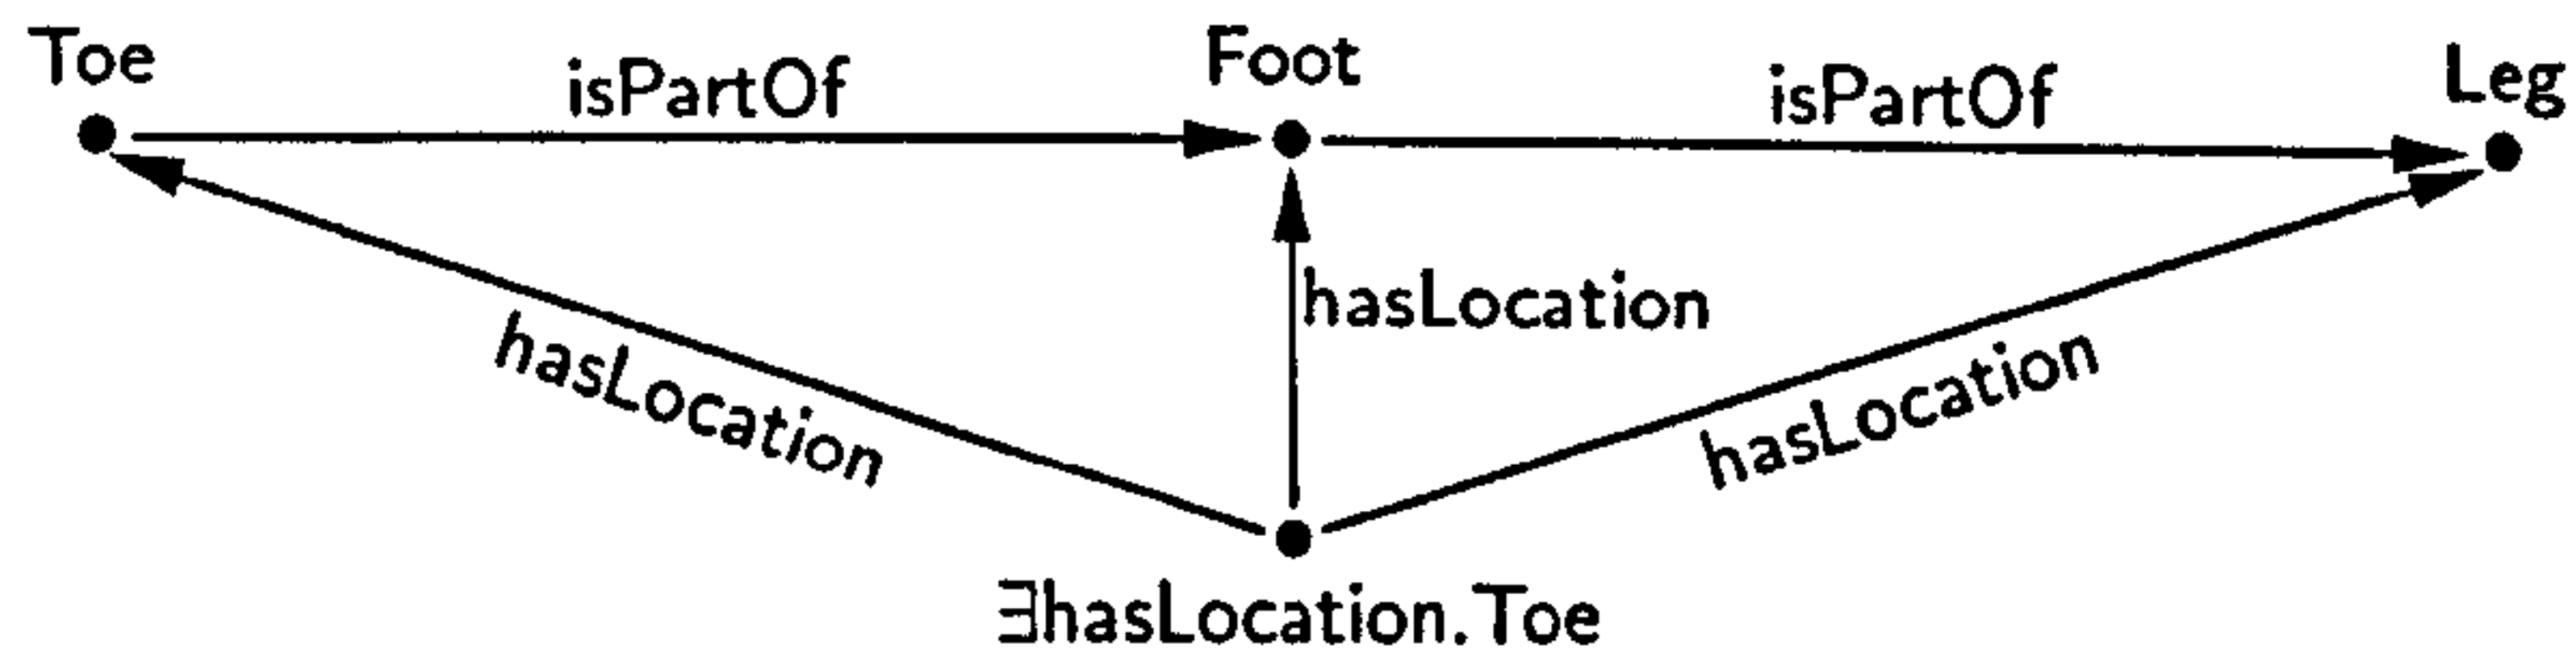 Toe
isPartOf
Foot
isPartOf
Leg
hasLocation
hasLocation
hasLocation
∃hasLocation.Toe